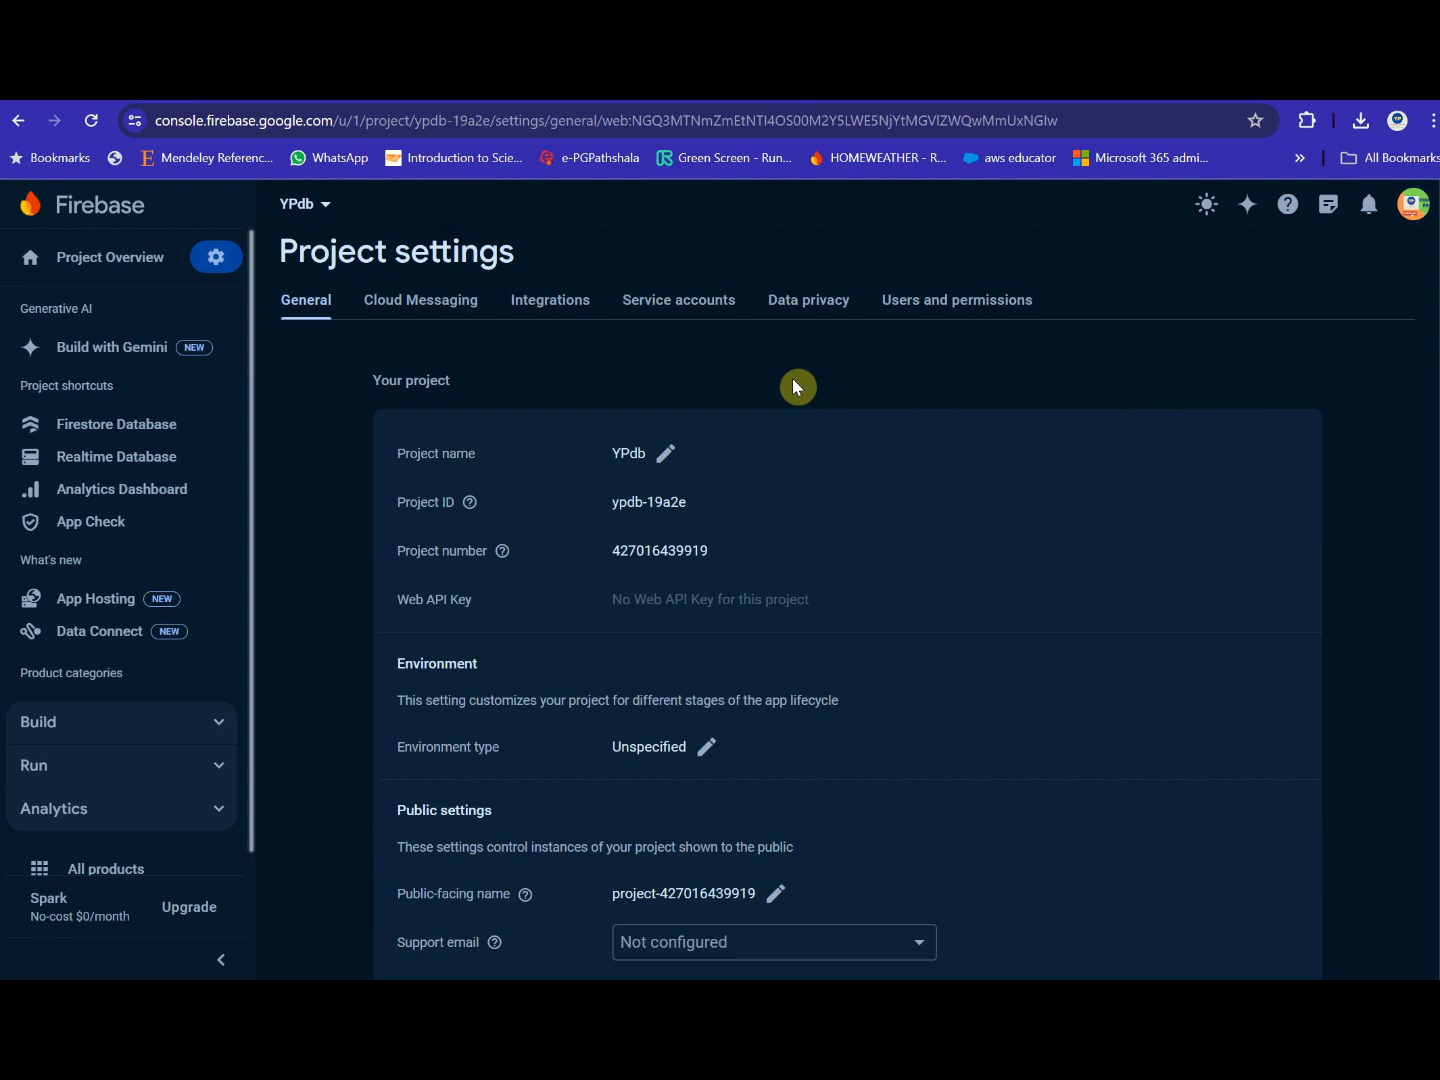 console.firebase.google.com/u/1/project/ypdb-19a2e/settings/general/web:NGQ3MTNmZmEtNTI4OS00M2Y5LWE5NjYtMGVlZWQwMmUxNGIw
Bookmarks
Mendeley Referenc...
WhatsApp
Introduction to Scie...
e-PGPathshala
Green Screen - Run...
HOMEWEATHER - R...
aws educator
Microsoft 365 admi...
»
All Bookmarks
Firebase
YPdb
Project Overview
Project settings
General
Cloud Messaging
Integrations
Service accounts
Data privacy
Users and permissions
Generative AI
Build with Gemini NEW
Project shortcuts
Firestore Database
Realtime Database
Analytics Dashboard
App Check
What's new
App Hosting NEW
Data Connect NEW
Product categories
Build
Run
Analytics
All products
Spark
No-cost $0/month
Upgrade
Your project
Project name YPdb
Project ID ypdb-19a2e
Project number 427016439919
Web API Key No Web API Key for this project
Environment
This setting customizes your project for different stages of the app lifecycle
Environment type Unspecified
Public settings
These settings control instances of your project shown to the public
Public-facing name project-427016439919
Support email Not configured